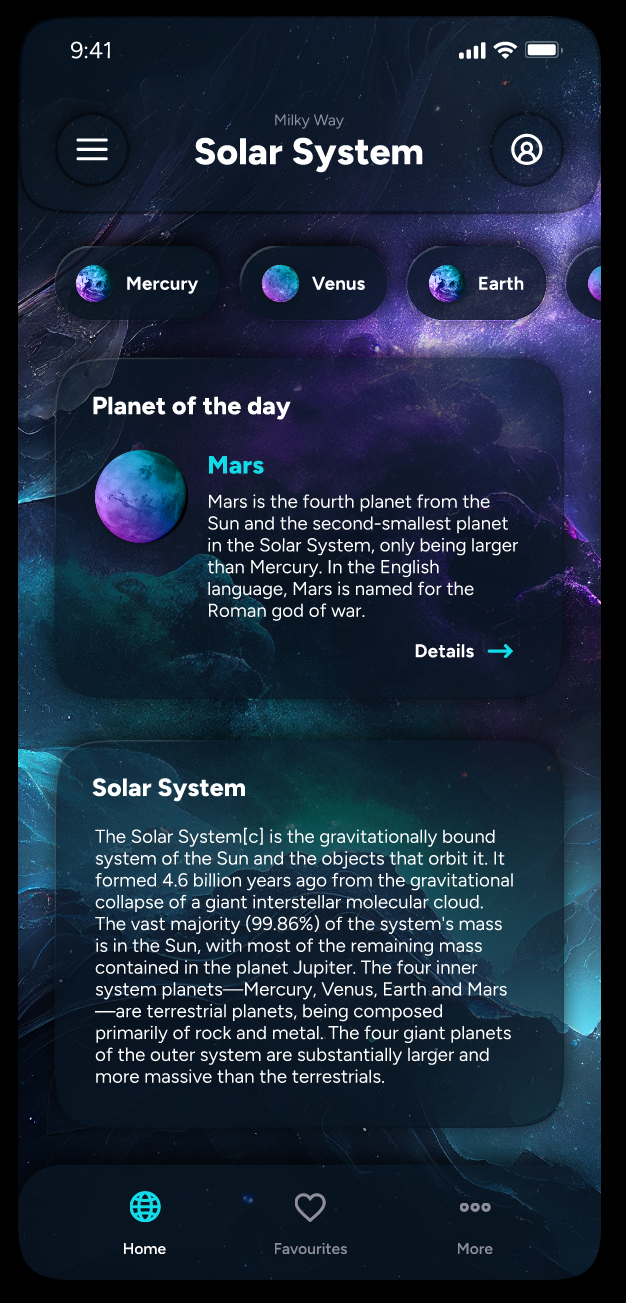 9:41
Milky Way
Solar System
Mercury
Venus
Earth
Planet of the day
Mars
Mars is the fourth planet from the
Sun and the second-smallest planet
in the Solar System, only being larger
than Mercury. In the English
language, Mars is named for the
Roman god of war.
Details
Solar System
The Solar System[c] is the gravitationally bound
system of the Sun and the objects that orbit it. It
formed 4.6 billion years ago from the gravitational
collapse of a giant interstellar molecular cloud.
The vast majority (99.86%) of the system's mass
is in the Sun, with most of the remaining mass
contained in the planet Jupiter. The four inner
system planets—Mercury, Venus, Earth and Mars
—are terrestrial planets, being composed
primarily of rock and metal. The four giant planets
of the outer system are substantially larger and
more massive than the terrestrials.
Home
Favourites
More